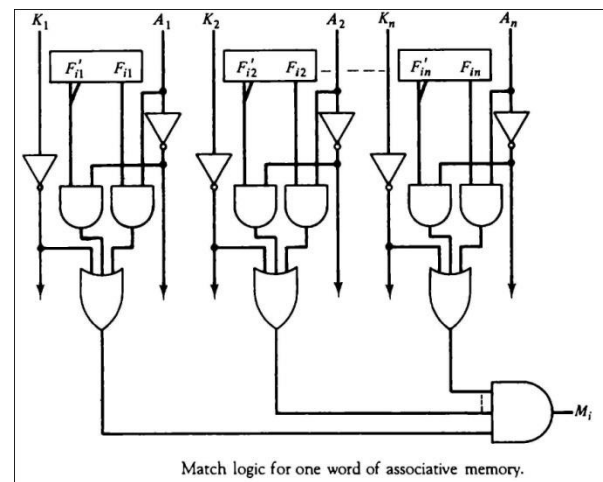 K₁ A₁ K₂ A₂ Kₙ Aₙ
F'ᵢ₁ Fᵢ₁ F'ᵢ₂ Fᵢ₂ F'ᵢₙ Fᵢₙ
Mᵢ
Match logic for one word of associative memory.